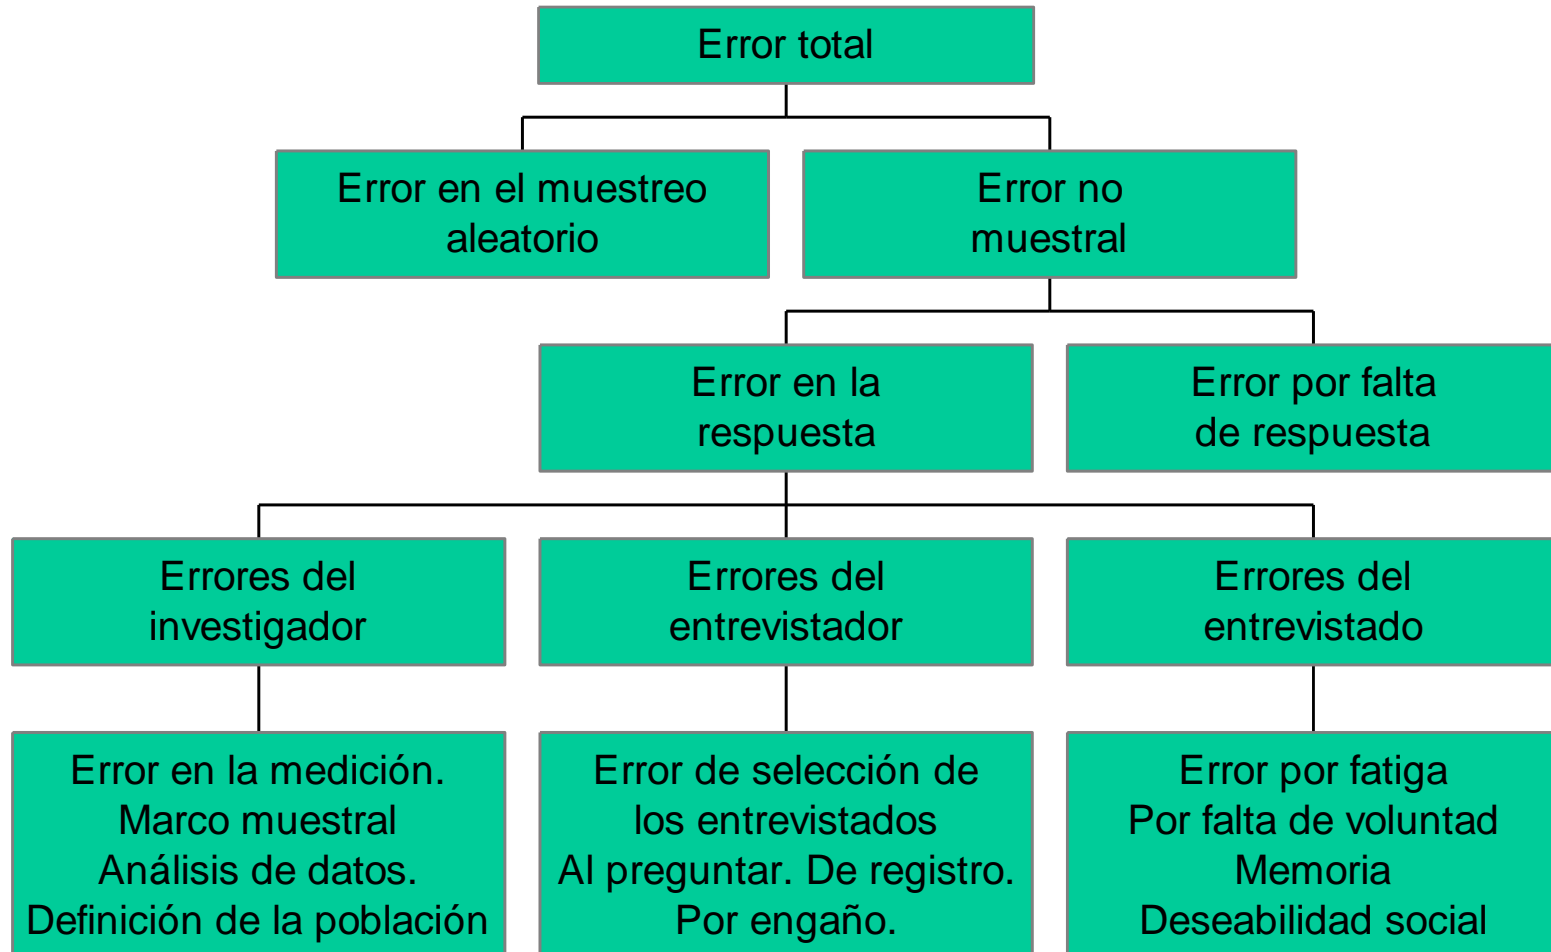 Error total
Error en el muestreo
aleatorio
Error no
muestral
Error en la
respuesta
Error por falta
de respuesta
Errores del
investigador
Errores del
entrevistador
Errores del
entrevistado
Error en la medición.
Marco muestral
Análisis de datos.
Definición de la población
Error de selección de
los entrevistados
Al preguntar. De registro.
Por engaño.
Error por fatiga
Por falta de voluntad
Memoria
Deseabilidad social